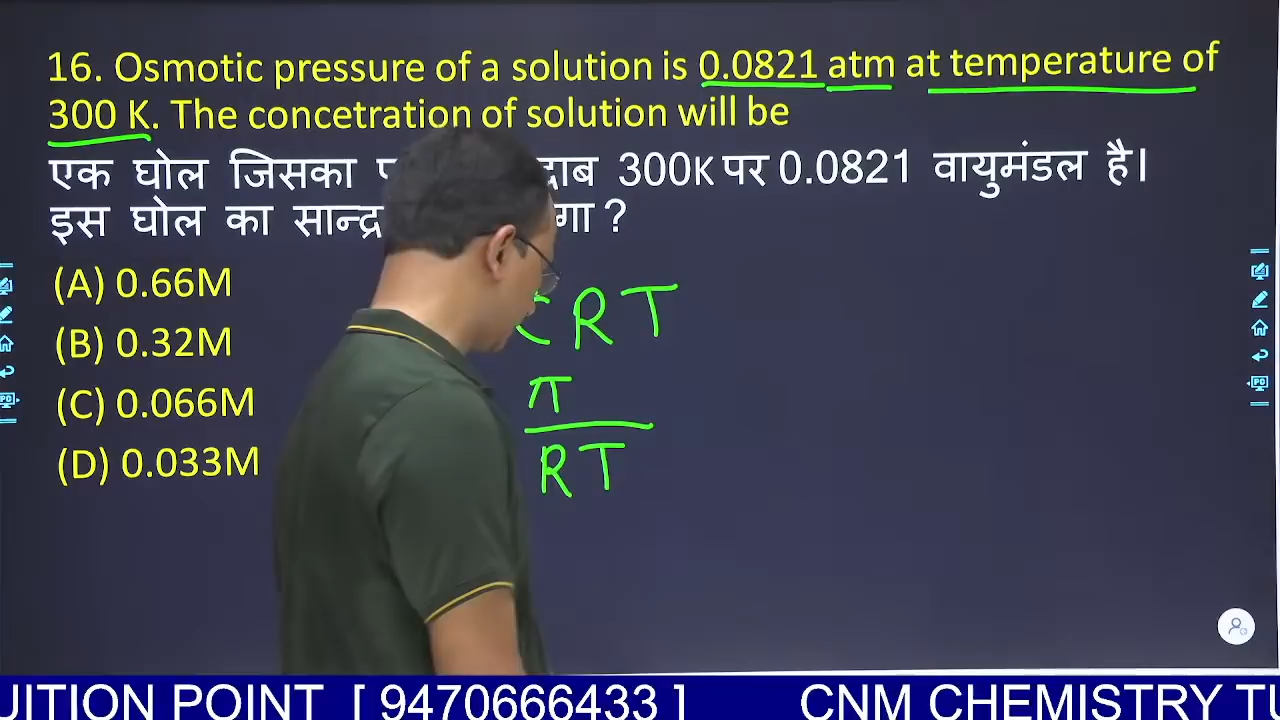 16. Osmotic pressure of a solution is 0.0821 atm at temperature of
300 K. The concetration of solution will be
एक घोल जिसका 300K पर 0.0821 वायुमंडल है।
इस घोल का ?
(A) 0.66M
(B) 0.32M
(C) 0.066M
(D) 0.033M
CRT
π
RT
UITION POINT [ 9470666433 ] CNM CHEMISTRY TU